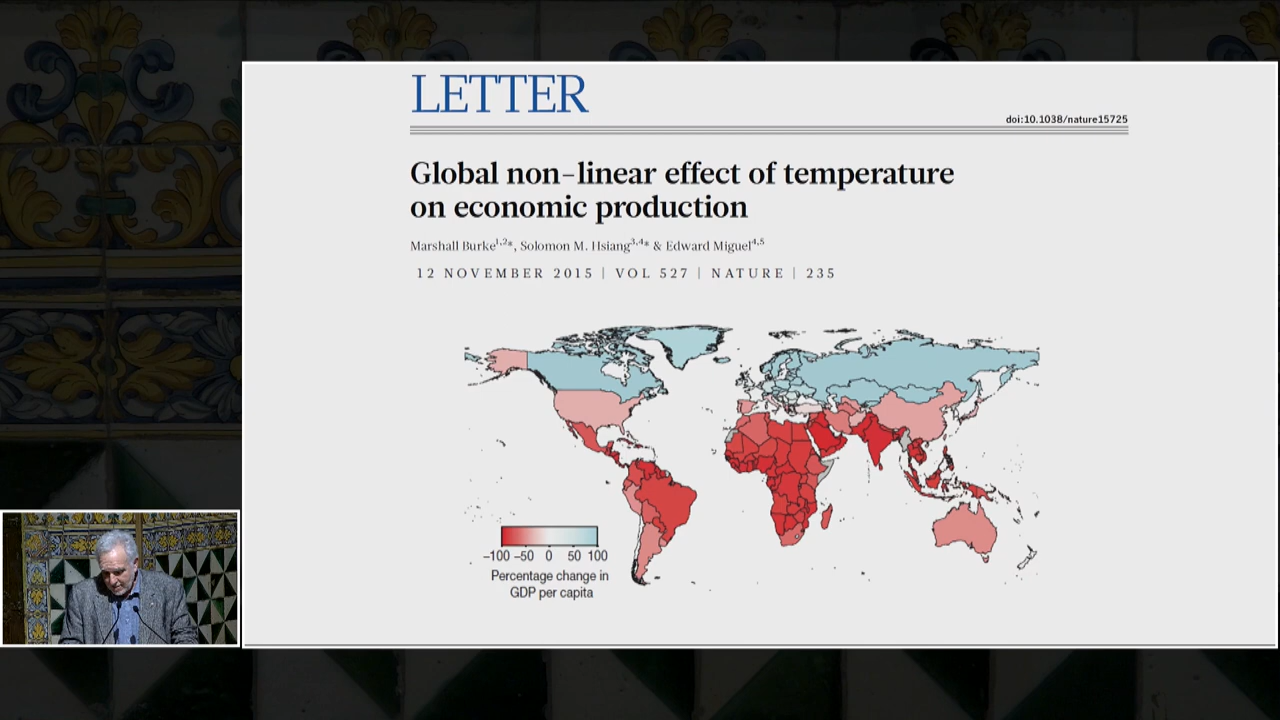 LETTER
doi:10.1038/nature15725
Global non–linear effect of temperature
on economic production
Marshall Burke1,2*, Solomon M. Hsiang3,4* & Edward Miguel4,5
12 NOVEMBER 2015 | VOL 527 | NATURE | 235
−100 −50 0 50 100
Percentage change in
GDP per capita